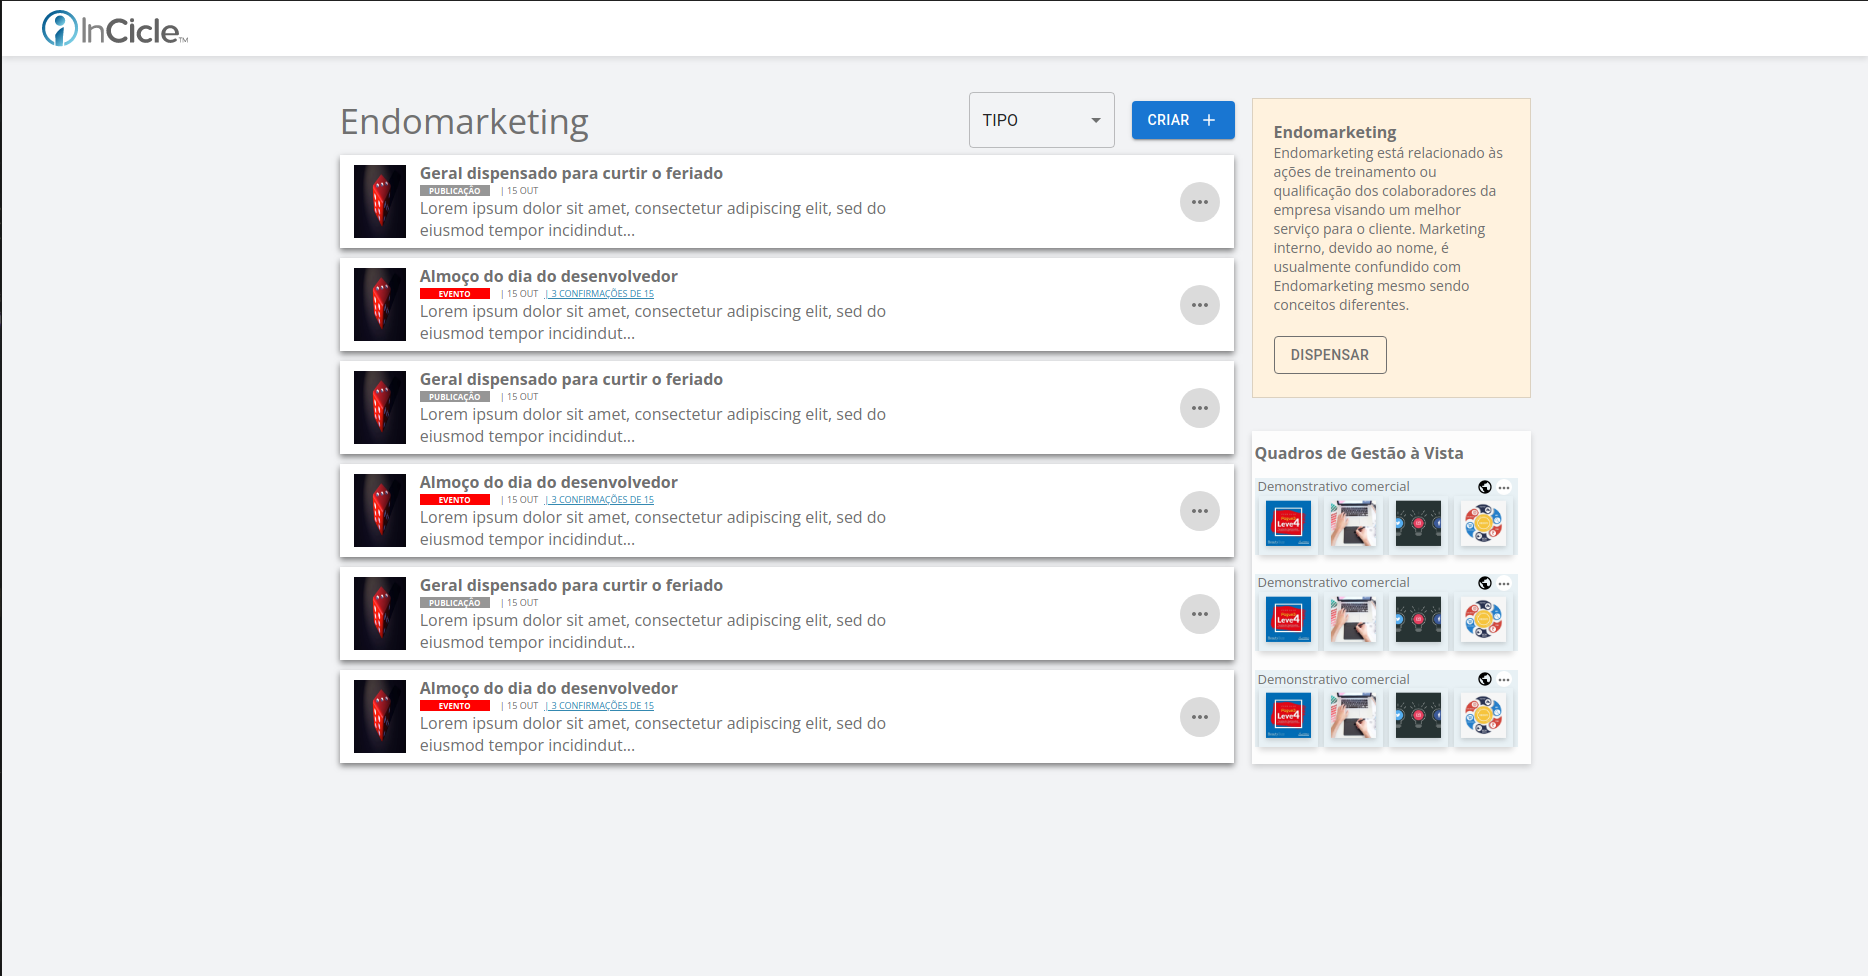 InCicle™
Endomarketing
TIPO
CRIAR +
Geral dispensado para curtir o feriado
PUBLICAÇÃO | 15 OUT
Lorem ipsum dolor sit amet, consectetur adipiscing elit, sed do
eiusmod tempor incididut...
Almoço do dia do desenvolvedor
EVENTO | 15 OUT | 3 CONFIRMAÇÕES DE 15
Lorem ipsum dolor sit amet, consectetur adipiscing elit, sed do
eiusmod tempor incidindut...
Geral dispensado para curtir o feriado
PUBLICAÇÃO | 15 OUT
Lorem ipsum dolor sit amet, consectetur adipiscing elit, sed do
eiusmod tempor incidindut...
Almoço do dia do desenvolvedor
EVENTO | 15 OUT | 3 CONFIRMAÇÕES DE 15
Lorem ipsum dolor sit amet, consectetur adipiscing elit, sed do
eiusmod tempor incidindut...
Geral dispensado para curtir o feriado
PUBLICAÇÃO | 15 OUT
Lorem ipsum dolor sit amet, consectetur adipiscing elit, sed do
eiusmod tempor incidindut...
Almoço do dia do desenvolvedor
EVENTO | 15 OUT | 3 CONFIRMAÇÕES DE 15
Lorem ipsum dolor sit amet, consectetur adipiscing elit, sed do
eiusmod tempor incidindut...
Endomarketing
Endomarketing está relacionado às
ações de treinamento ou
qualificação dos colaboradores da
empresa visando um melhor
serviço para o cliente. Marketing
interno, devido ao nome, é
usualmente confundido com
Endomarketing mesmo sendo
conceitos diferentes.
DISPENSAR
Quadros de Gestão à Vista
Demonstrativo comercial
Leve4
Demonstrativo comercial
Leve4
Demonstrativo comercial
Leve4